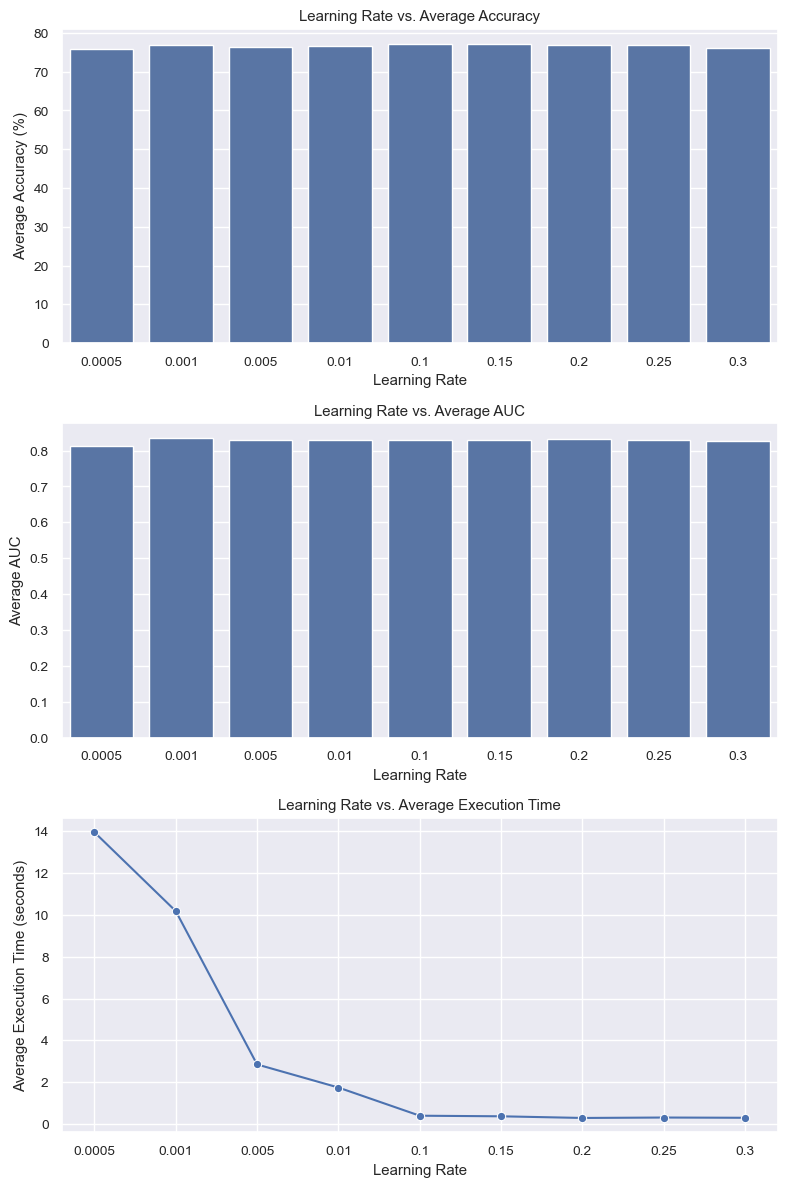 Learning Rate vs. Average Accuracy
80
70
60
50
40
30
20
10
0
Average Accuracy (%)
0.0005 0.001 0.005 0.01 0.1 0.15 0.2 0.25 0.3
Learning Rate
Learning Rate vs. Average AUC
0.8
0.7
0.6
0.5
0.4
0.3
0.2
0.1
0.0
Average AUC
0.0005 0.001 0.005 0.01 0.1 0.15 0.2 0.25 0.3
Learning Rate
Learning Rate vs. Average Execution Time
14
12
10
8
6
4
2
0
Average Execution Time (seconds)
0.0005 0.001 0.005 0.01 0.1 0.15 0.2 0.25 0.3
Learning Rate